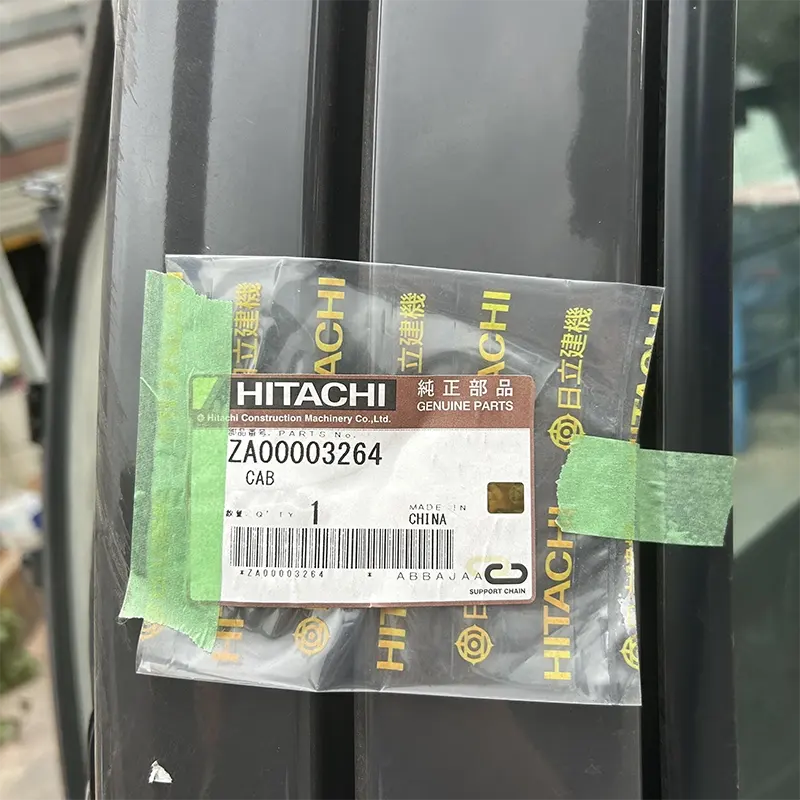 日立建機
HITACHI
日立建機
HITACHI
日立建機
HITACHI
HITACHI 純正部品
GENUINE PARTS
© Hitachi Construction Machinery Co.,Ltd.
部品番号. PARTS No.
ZA00003264
CAB
数量. Q'TY 1 MADE IN
CHINA
*ZA00003264 * ABBAJAA
SUPPORT CHAIN
HITACHI
HITACHI